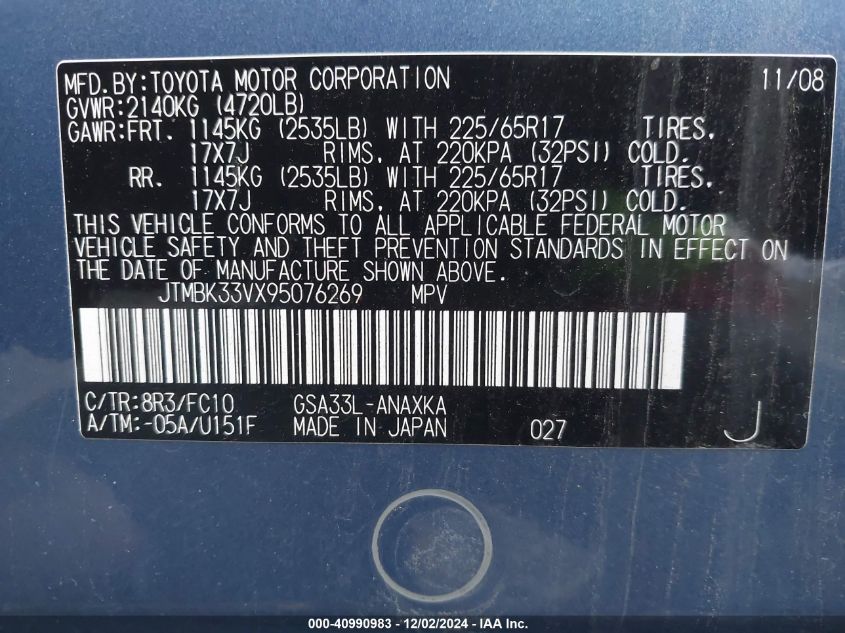 MFD.BY:TOYOTA MOTOR CORPORATION 11/08
GVWR:2140KG (4720LB)
GAWR:FRT. 1145KG (2535LB) WITH 225/65R17 TIRES,
17X7J RIMS, AT 220KPA (32PSI) COLD.
RR. 1145KG (2535LB) WITH 225/65R17 TIRES,
17X7J RIMS, AT 220KPA (32PSI) COLD.
THIS VEHICLE CONFORMS TO ALL APPLICABLE FEDERAL MOTOR
VEHICLE SAFETY AND THEFT PREVENTION STANDARDS IN EFFECT ON
THE DATE OF MANUFACTURE SHOWN ABOVE.
JTMBK33VX95076269 MPV
C/TR:8R3/FC10 GSA33L-ANAXKA
A/TM:-05A/U151F MADE IN JAPAN 027 J
000-40990983 - 12/02/2024 - IAA Inc.